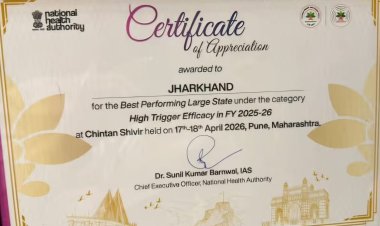 national
health
authority
Certificate
of Appreciation
awarded to
JHARKHAND
for the Best Performing Large State under the category
High Trigger Efficacy in FY 2025-26
at Chintan Shivir held on 17th-18th April 2026, Pune, Maharashtra.
Dr. Sunil Kumar Barnwal, IAS
Chief Executive Officer, National Health Authority